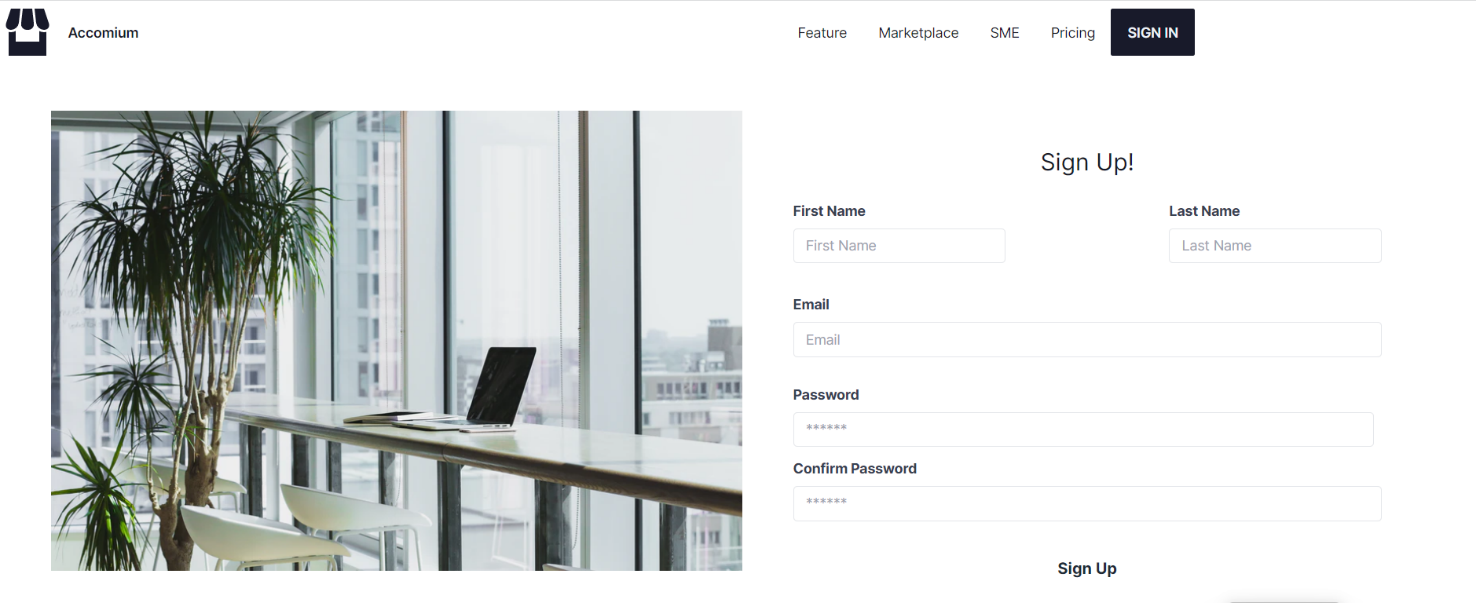 Accomium Feature Marketplace SME Pricing SIGN IN
Sign Up!
First Name Last Name
First Name Last Name
Email
Email
Password
******
Confirm Password
******
Sign Up